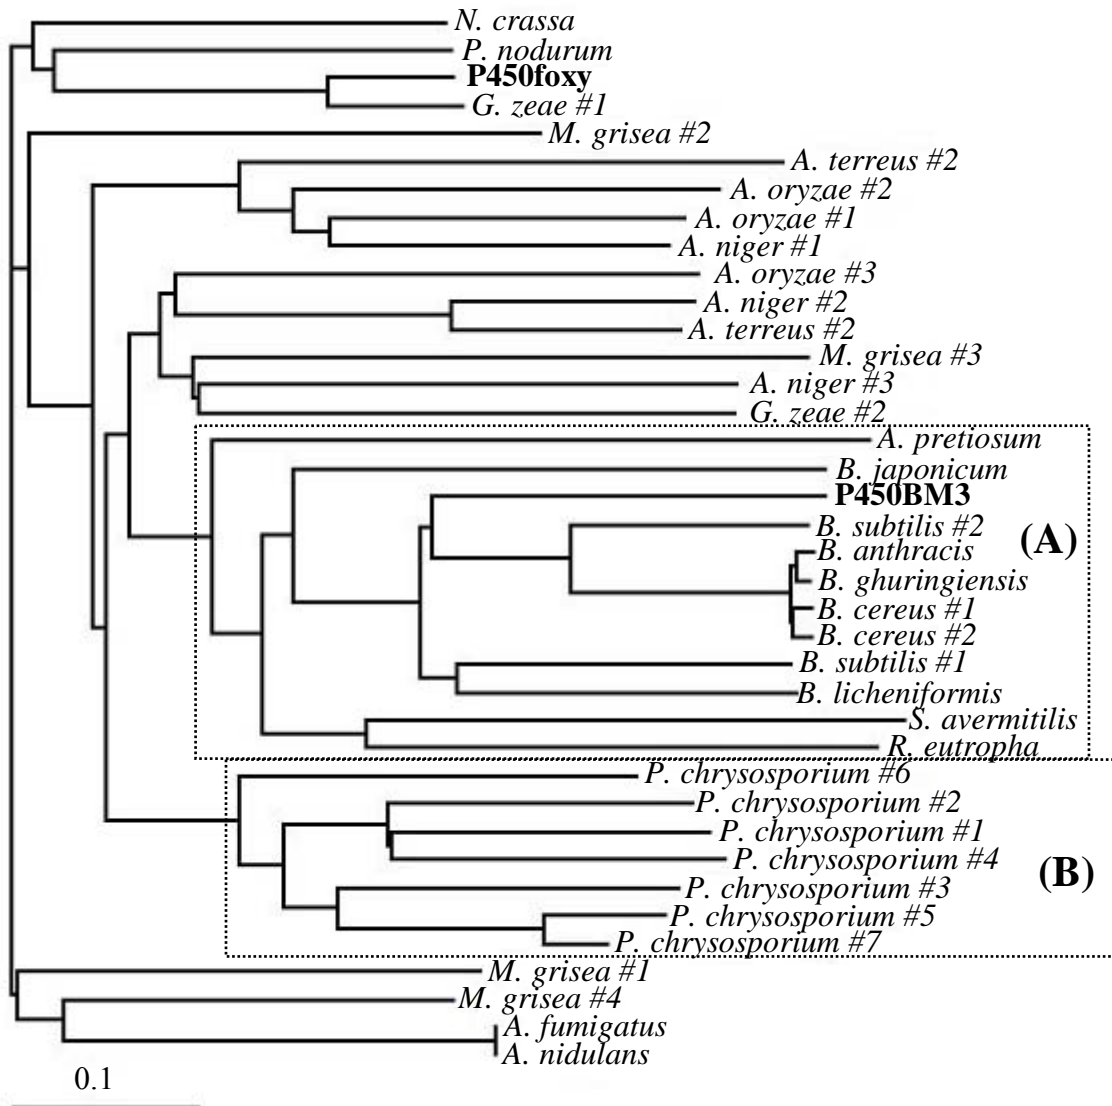 N. crassa
P. nodurum
P450foxy
G. zeae #1
M. grisea #2
A. terreus #2
A. oryzae #2
A. oryzae #1
A. niger #1
A. oryzae #3
A. niger #2
A. terreus #2
M. grisea #3
A. niger #3
G. zeae #2
A. pretiosum
B. japonicum
P450BM3
B. subtilis #2
(A)
B. anthracis
B. ghuringiensis
B. cereus #1
B. cereus #2
B. subtilis #1
B. licheniformis
S. avermitilis
R. eutropha
P. chrysosporium #6
P. chrysosporium #2
P. chrysosporium #1
P. chrysosporium #4
(B)
P. chrysosporium #3
P. chrysosporium #5
P. chrysosporium #7
M. grisea #1
M. grisea #4
A. fumigatus
A. nidulans
0.1